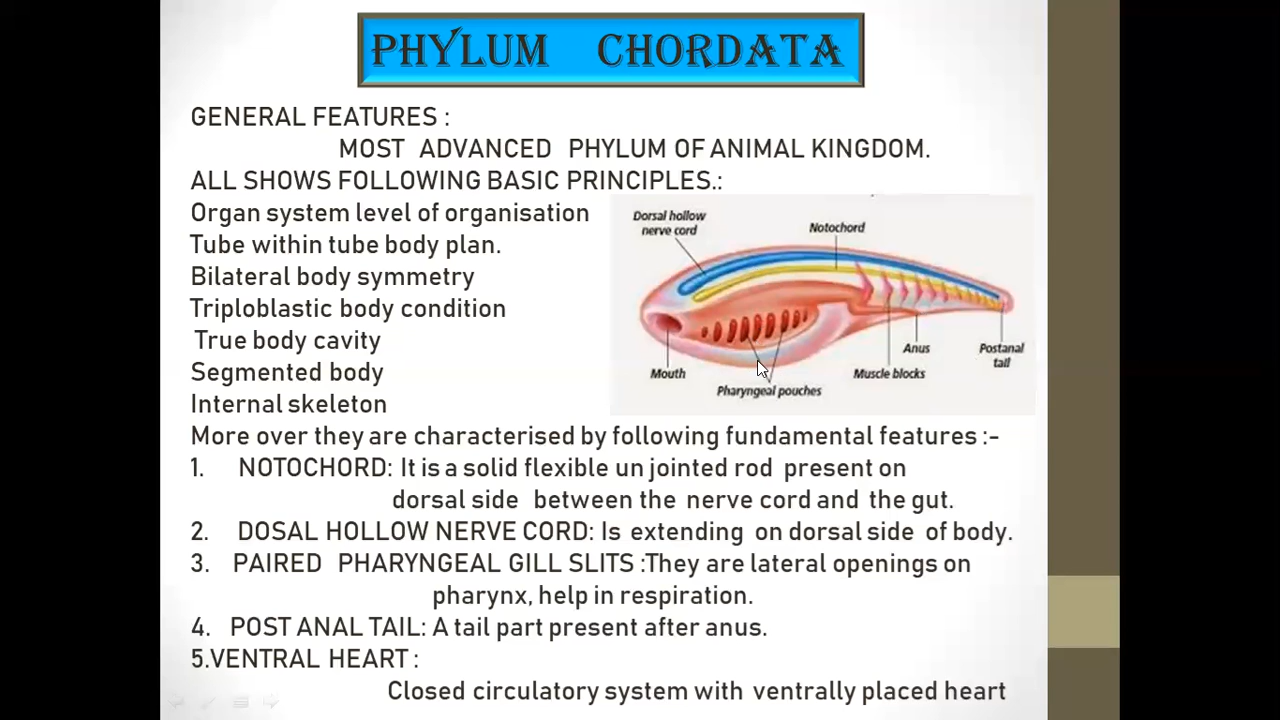 PHYLUM CHORDATA
GENERAL FEATURES :
MOST ADVANCED PHYLUM OF ANIMAL KINGDOM.
ALL SHOWS FOLLOWING BASIC PRINCIPLES.:
Organ system level of organisation
Tube within tube body plan.
Bilateral body symmetry
Triploblastic body condition
True body cavity
Segmented body
Internal skeleton
Dorsal hollow
nerve cord
Notochord
Mouth
Pharyngeal pouches
Muscle blocks
Anus
Postanal
tail
More over they are characterised by following fundamental features :-
1. NOTOCHORD: It is a solid flexible un jointed rod present on
dorsal side between the nerve cord and the gut.
2. DOSAL HOLLOW NERVE CORD: Is extending on dorsal side of body.
3. PAIRED PHARYNGEAL GILL SLITS :They are lateral openings on
pharynx, help in respiration.
4. POST ANAL TAIL: A tail part present after anus.
5.VENTRAL HEART :
Closed circulatory system with ventrally placed heart